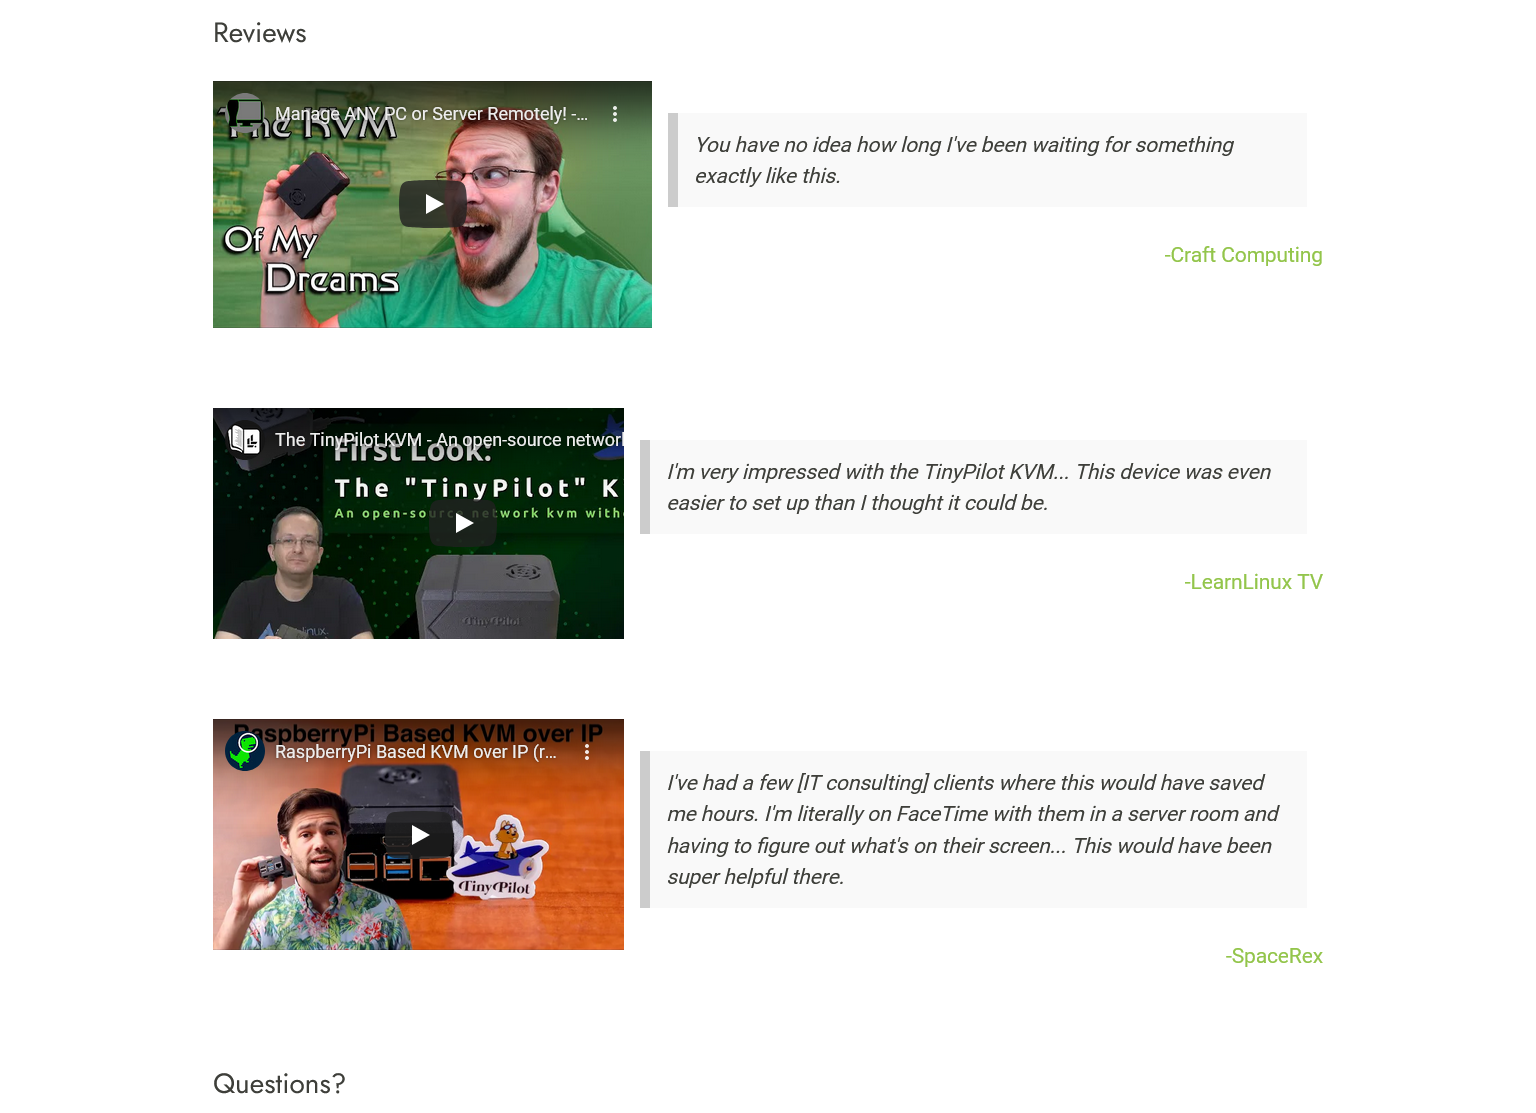 Reviews
Manage ANY PC or Server Remotely! -...
The KVM
Of My
Dreams
You have no idea how long I've been waiting for something
exactly like this.
-Craft Computing
The TinyPilot KVM - An open-source network
First Look:
The "TinyPilot" K
An open-source network kvm with
TinyPilot
I'm very impressed with the TinyPilot KVM... This device was even
easier to set up than I thought it could be.
-LearnLinux TV
RaspberryPi Based KVM over IP
RaspberryPi Based KVM over IP (r...
TinyPilot
I've had a few [IT consulting] clients where this would have saved
me hours. I'm literally on FaceTime with them in a server room and
having to figure out what's on their screen... This would have been
super helpful there.
-SpaceRex
Questions?